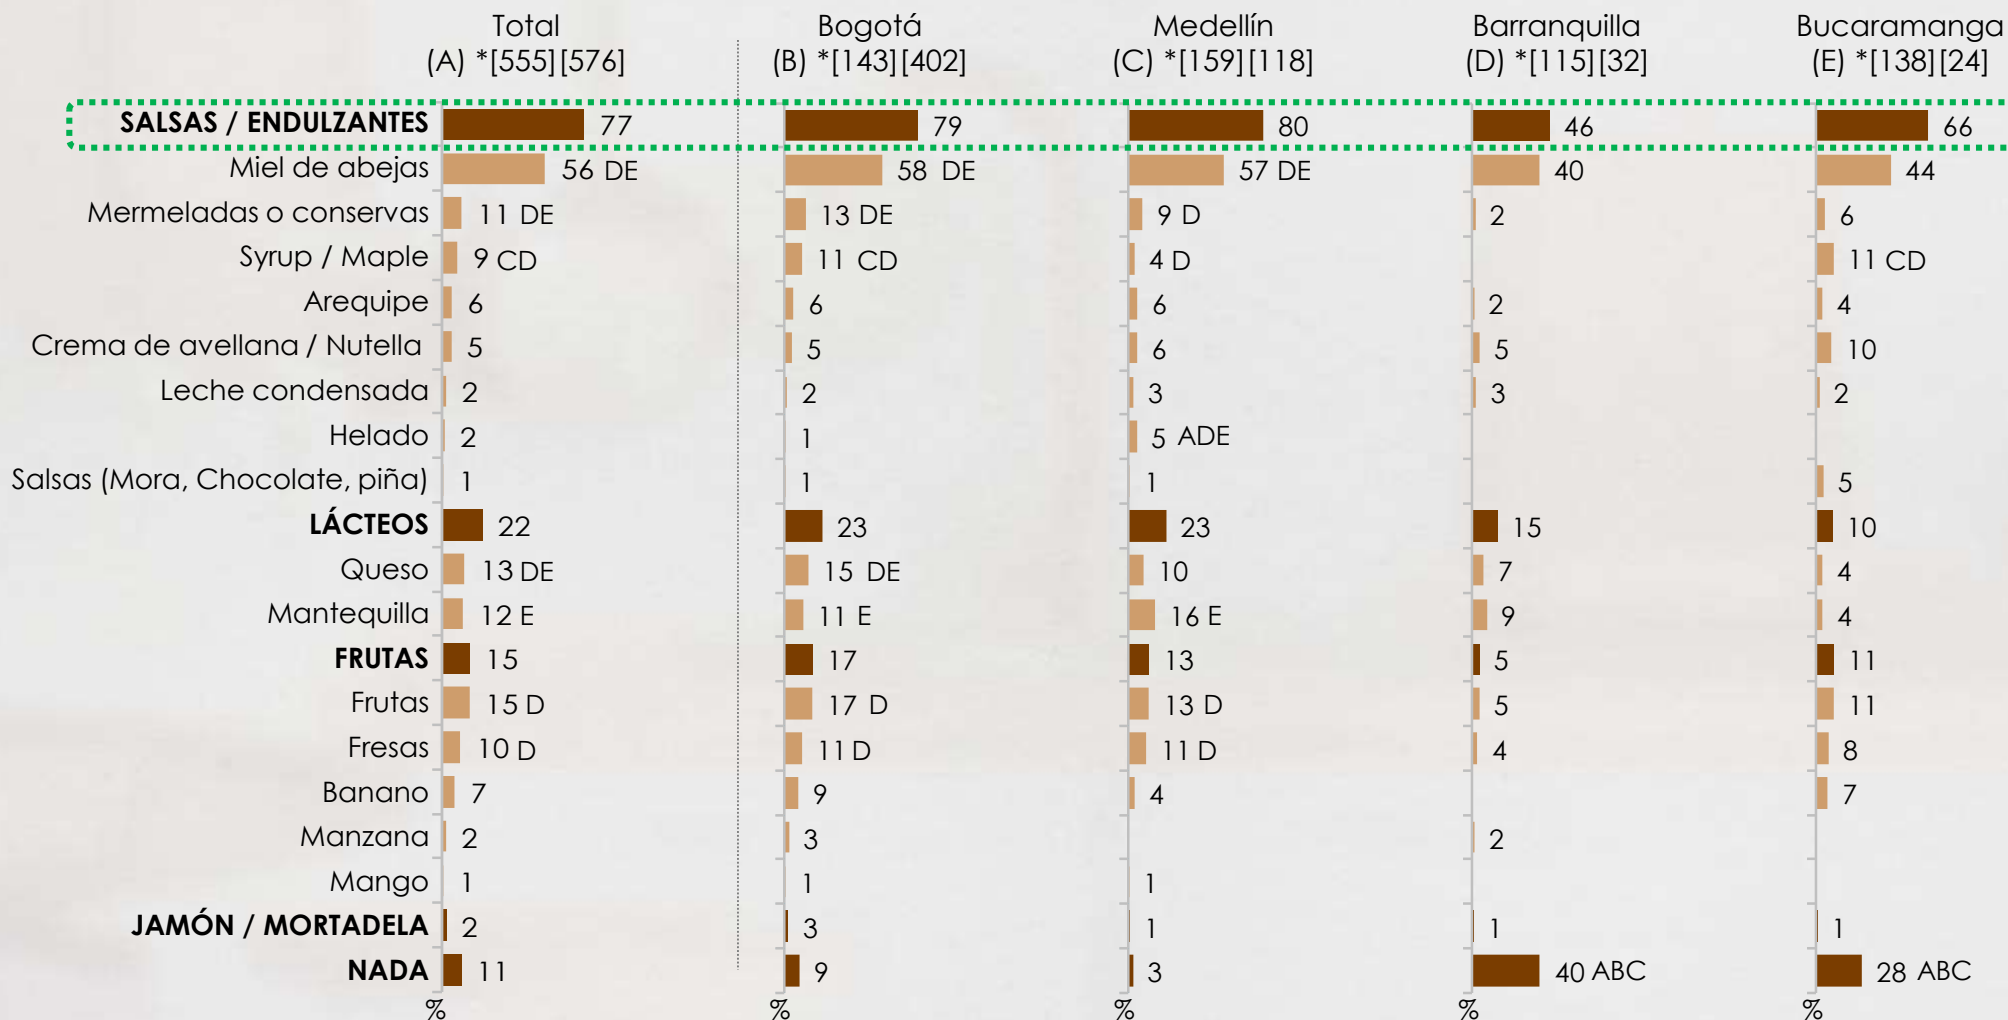 Total Bogotá Medellín Barranquilla Bucaramanga
(A) *[555][576] (B) *[143][402] (C) *[159][118] (D) *[115][32] (E) *[138][24]
SALSAS / ENDULZANTES 77 79 80 46 66
Miel de abejas 56 DE 58 DE 57 DE 40 44
Mermeladas o conservas 11 DE 13 DE 9 D 2 6
Syrup / Maple 9 CD 11 CD 4 D 11 CD
Arequipe 6 6 6 2 4
Crema de avellana / Nutella 5 5 6 5 10
Leche condensada 2 2 3 3 2
Helado 2 1 5 ADE
Salsas (Mora, Chocolate, piña) 1 1 1 5
LÁCTEOS 22 23 23 15 10
Queso 13 DE 15 DE 10 7 4
Mantequilla 12 E 11 E 16 E 9 4
FRUTAS 15 17 13 5 11
Frutas 15 D 17 D 13 D 5 11
Fresas 10 D 11 D 11 D 4 8
Banano 7 9 4 7
Manzana 2 3 2
Mango 1 1 1
JAMÓN / MORTADELA 2 3 1 1 1
NADA 11 9 3 40 ABC 28 ABC
% % % % %